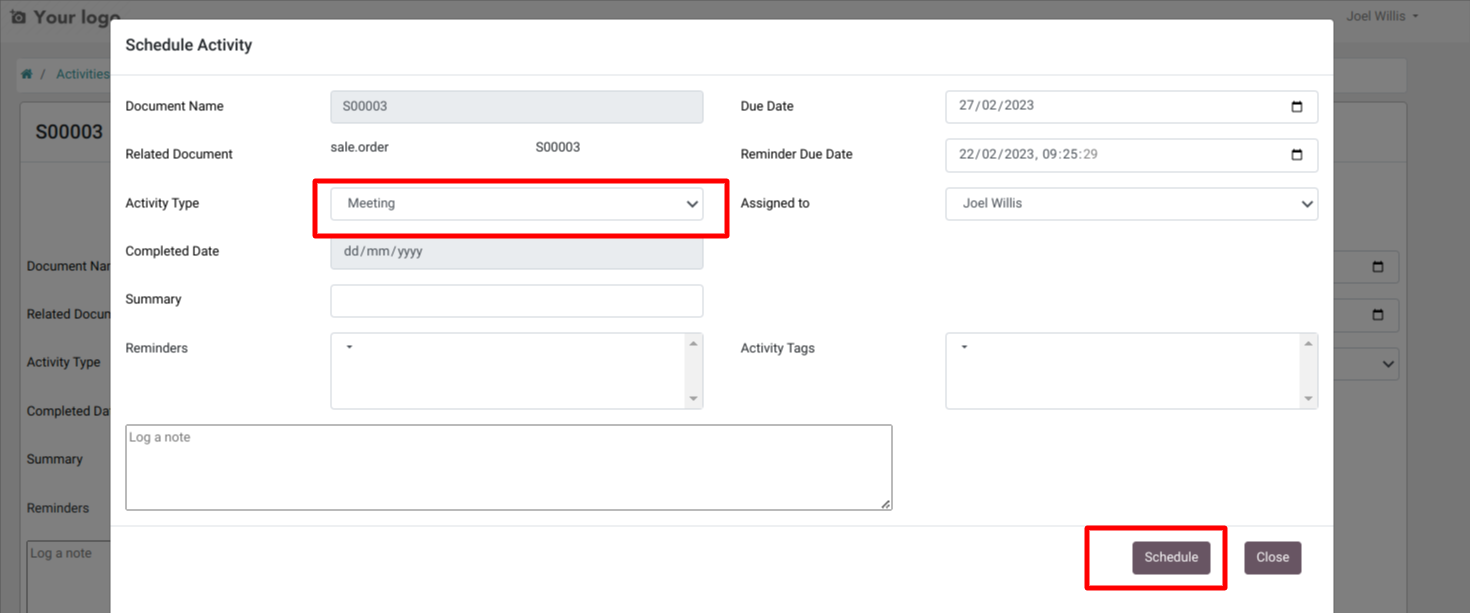 Your logo
Joel Willis
Schedule Activity
/ Activities
Document Name
S00003
Due Date
27/02/2023
S00003
Related Document
sale.order
S00003
Reminder Due Date
22/02/2023, 09:25:29
Activity Type
Meeting
Assigned to
Joel Willis
Completed Date
dd/mm/yyyy
Document Nar
Summary
Related Docun
Reminders
Activity Tags
Activity Type
Completed Da
Log a note
Summary
Reminders
Log a note
Schedule
Close